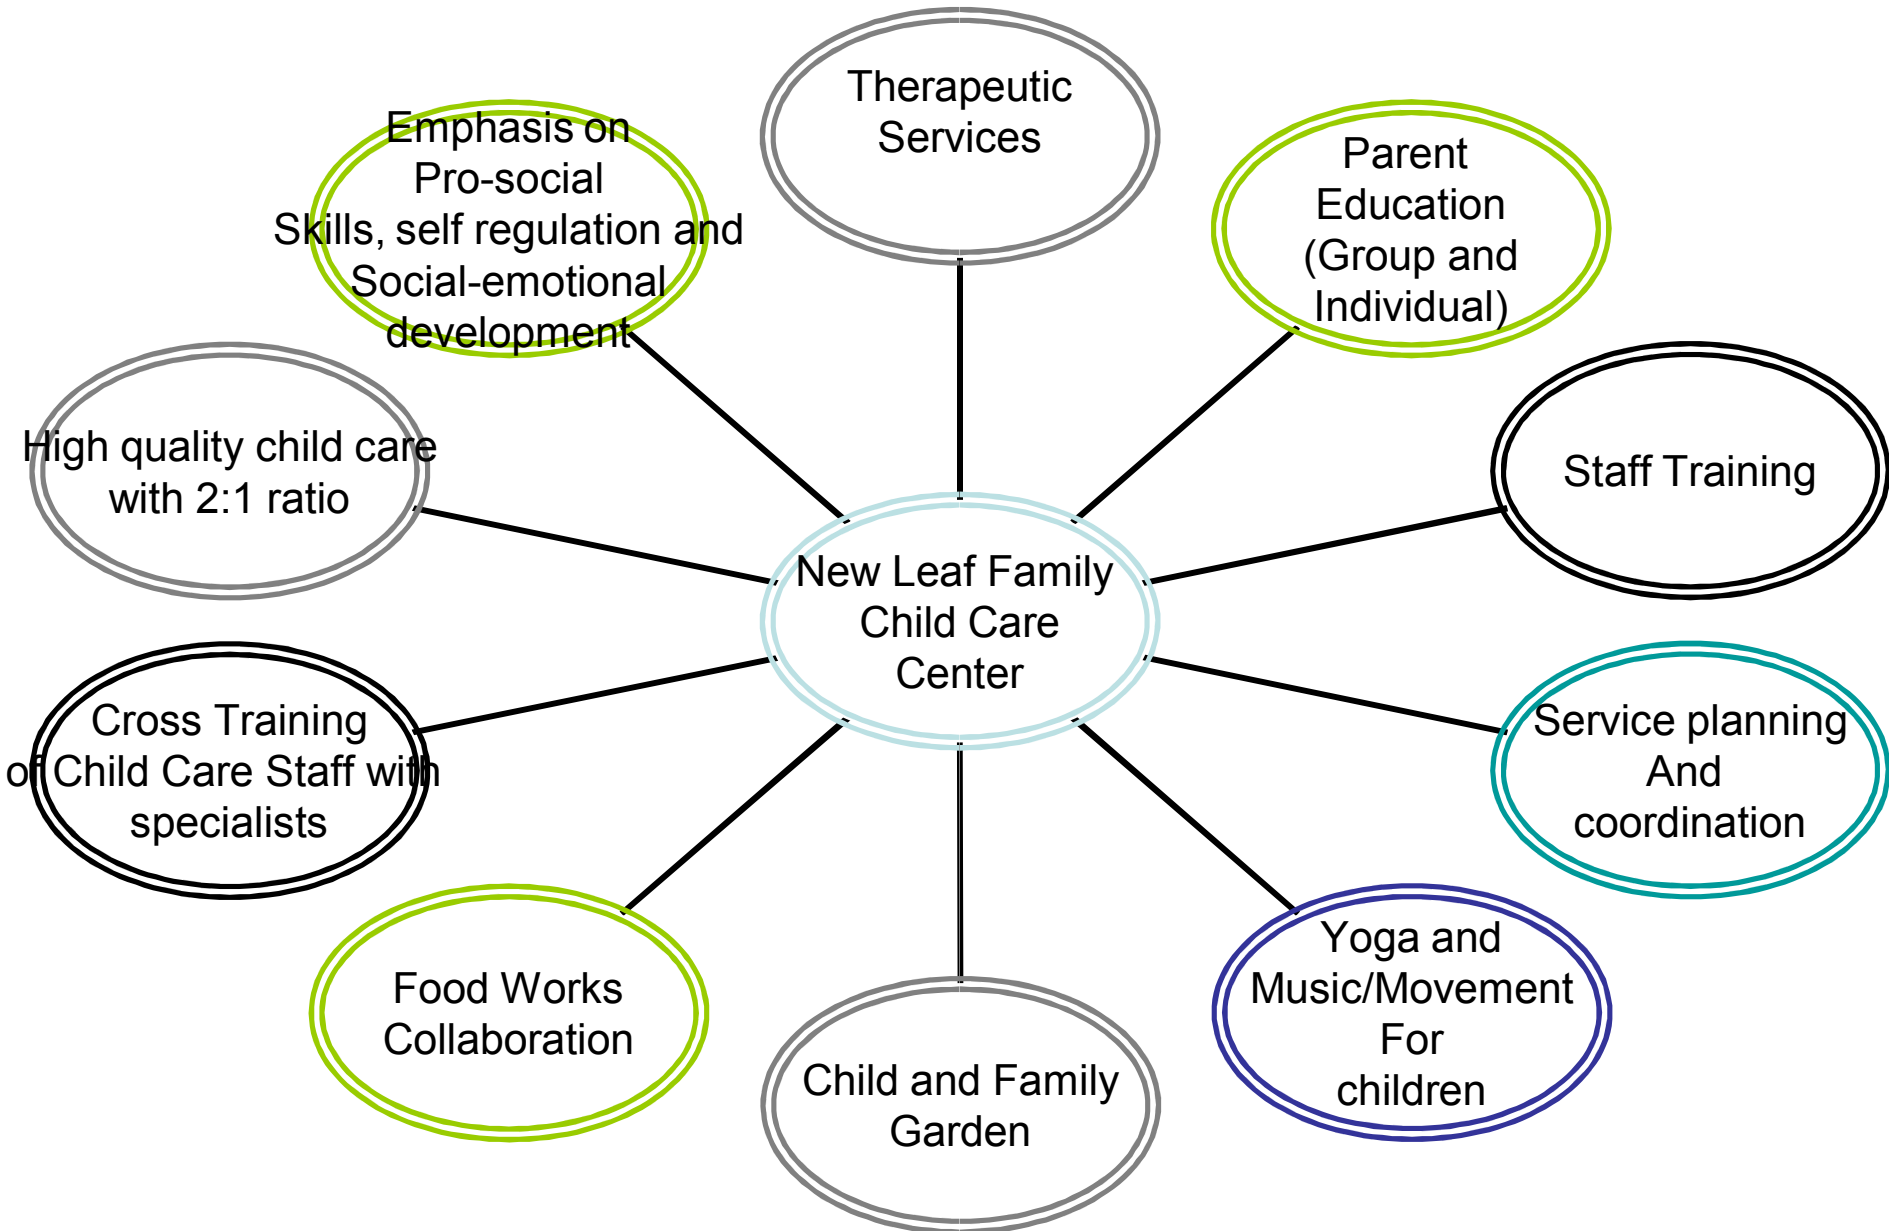 Therapeutic
Services
Emphasis on
Pro-social
Skills, self regulation and
Social-emotional
development
Parent
Education
(Group and
Individual)
High quality child care
with 2:1 ratio
Staff Training
New Leaf Family
Child Care
Center
Cross Training
of Child Care Staff with
specialists
Service planning
And
coordination
Food Works
Collaboration
Child and Family
Garden
Yoga and
Music/Movement
For
children